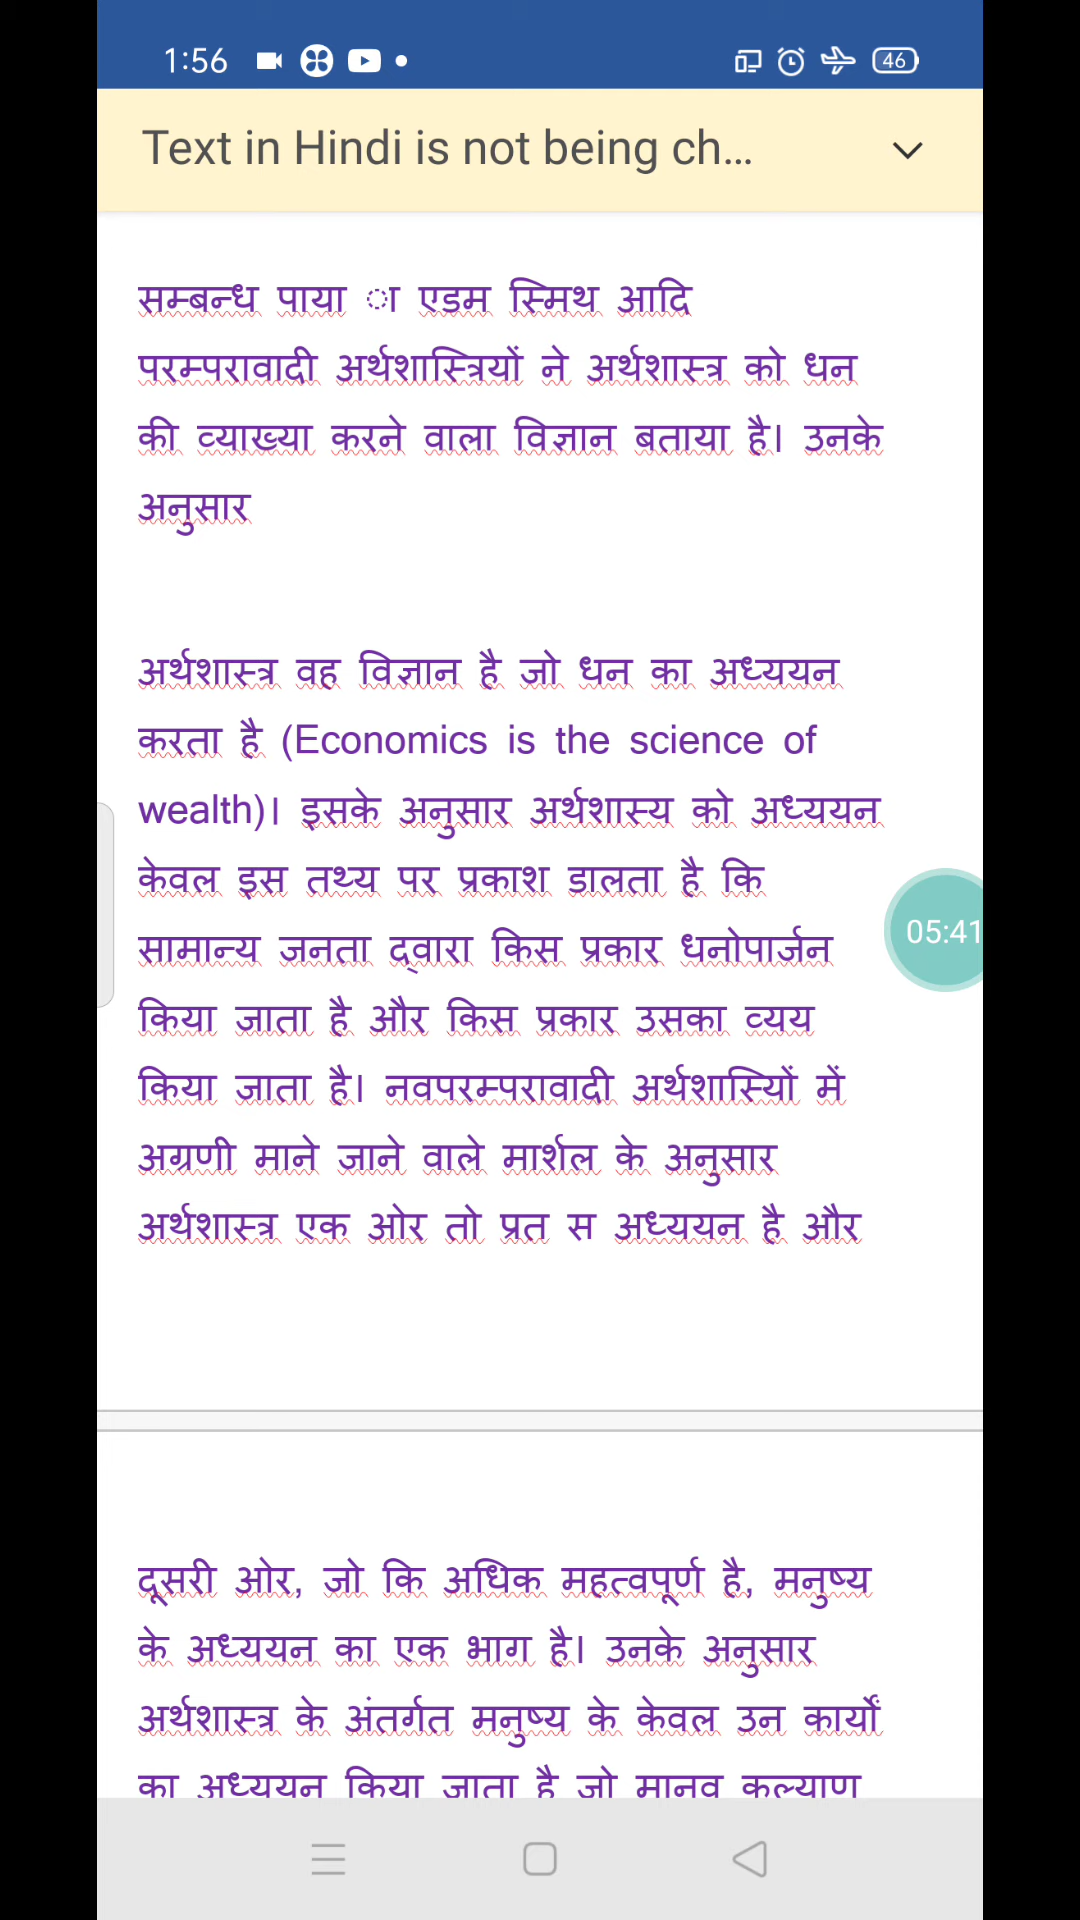 1:56
46
Text in Hindi is not being ch...
सम्बन्ध पाया ा एडम स्मिथ आदि
परम्परावादी अर्थशास्त्रियों ने अर्थशास्त्र को धन
की व्याख्या करने वाला विज्ञान बताया है। उनके
अनुसार
अर्थशास्त्र वह विज्ञान है जो धन का अध्ययन
करता है (Economics is the science of
wealth)। इसके अनुसार अर्थशास्य को अध्ययन
केवल इस तथ्य पर प्रकाश डालता है कि
सामान्य जनता द्वारा किस प्रकार धनोपार्जन
05:41
किया जाता है और किस प्रकार उसका व्यय
किया जाता है। नवपरम्परावादी अर्थशास्यिों में
अग्रणी माने जाने वाले मार्शल के अनुसार
अर्थशास्त्र एक ओर तो प्रत स अध्ययन है और
दूसरी ओर, जो कि अधिक महत्वपूर्ण है, मनुष्य
के अध्ययन का एक भाग है। उनके अनुसार
अर्थशास्त्र के अंतर्गत मनुष्य के केवल उन कार्यों
का अध्ययन किया जाता है जो मानव कल्याण